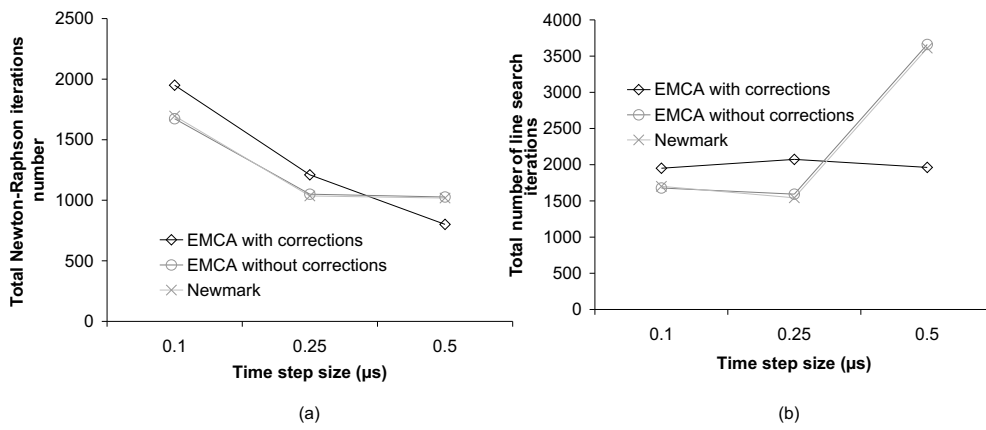 2500
2000
1500
1000
500
0
Total Newton-Raphson iterations
number
EMCA with corrections
EMCA without corrections
Newmark
0.1
0.25
0.5
Time step size (µs)
(a)
4000
3500
3000
2500
2000
1500
1000
500
0
Total number of line search
iterations
EMCA with corrections
EMCA without corrections
Newmark
0.1
0.25
0.5
Time step size (µs)
(b)